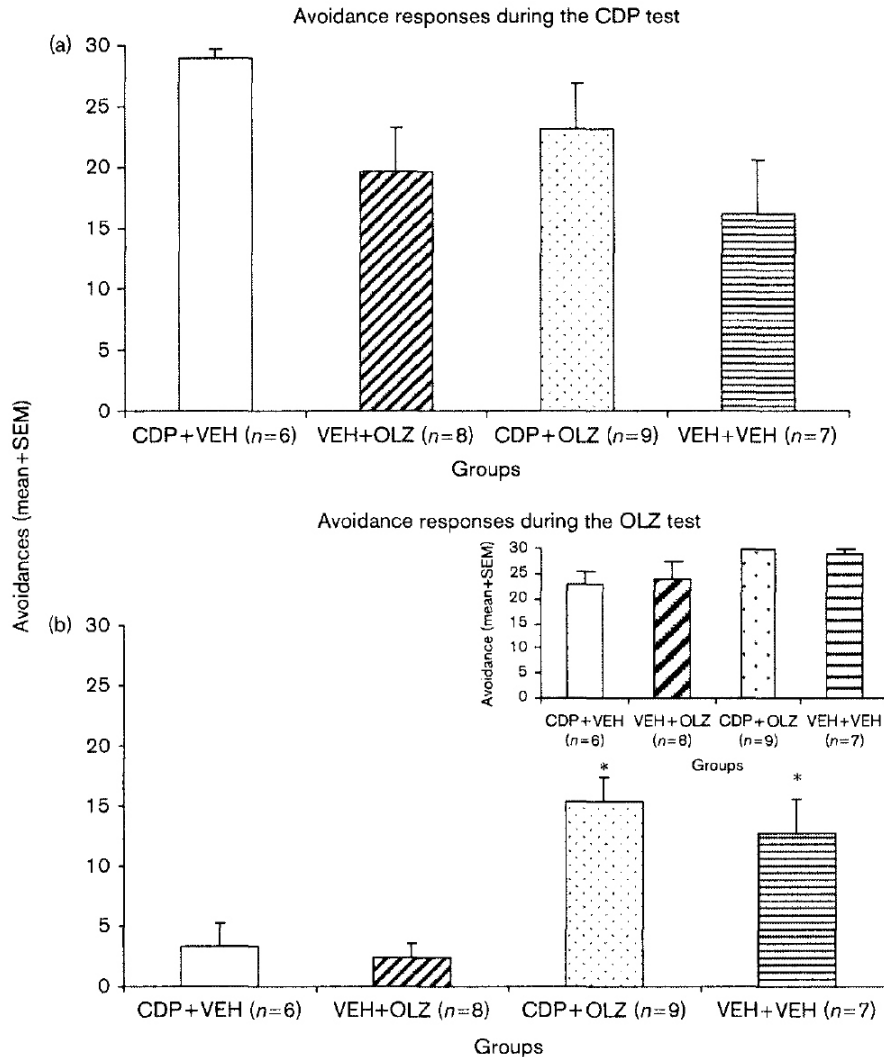 Avoidance responses during the CDP test
(a)
30
25
20
15
10
5
0
CDP+VEH (n=6) VEH+OLZ (n=8) CDP+OLZ (n=9) VEH+VEH (n=7)
Groups
Avoidances (mean+SEM)
Avoidance responses during the OLZ test
(b)
30
25
20
15
10
5
0
Avoidance (mean+SEM)
30
25
20
15
10
5
0
CDP+VEH VEH+OLZ CDP+OLZ VEH+VEH
(n=6) (n=8) (n=9) (n=7)
Groups
* *
CDP+VEH (n=6) VEH+OLZ (n=8) CDP+OLZ (n=9) VEH+VEH (n=7)
Groups